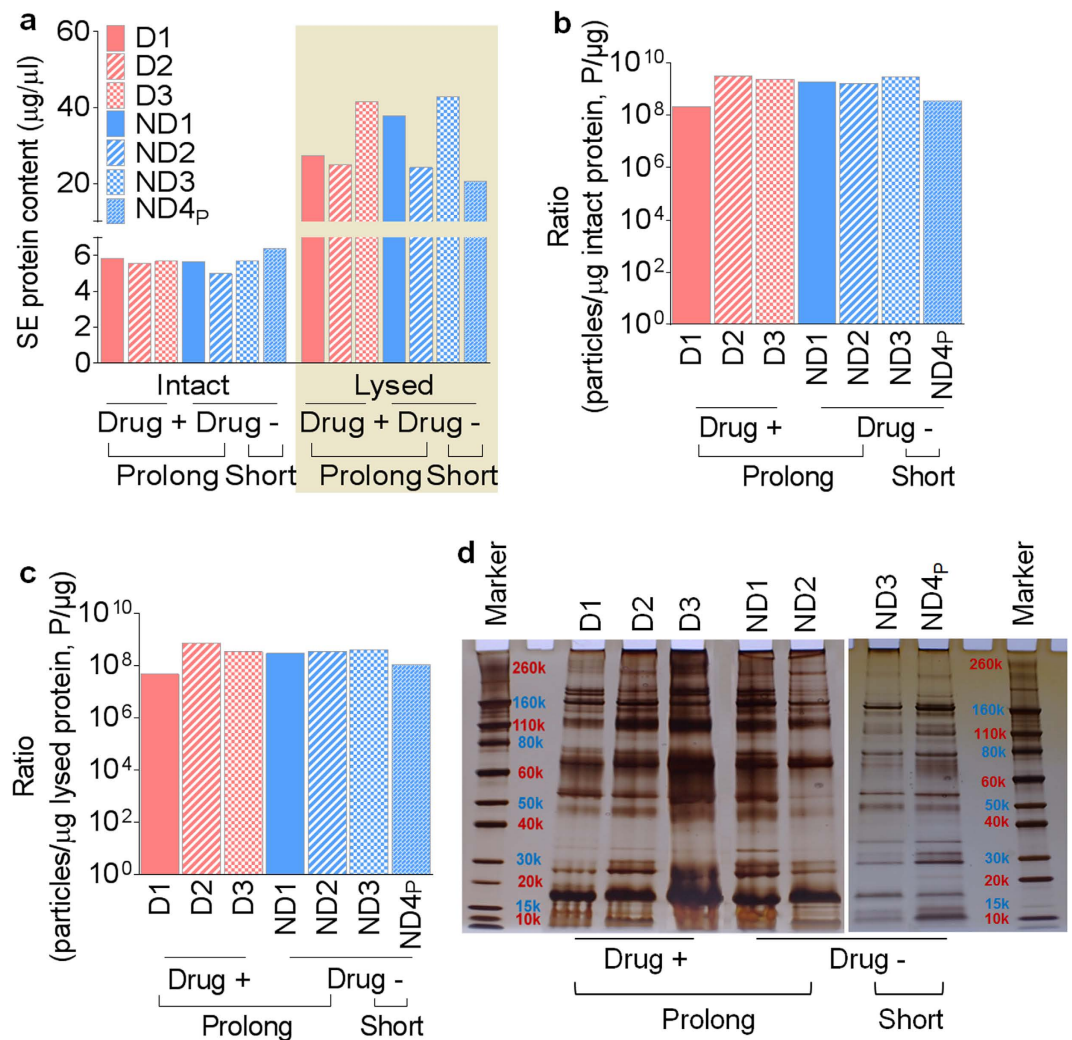 a
SE protein content (µg/µl)
60
40
20
6
4
2
0
D1
D2
D3
ND1
ND2
ND3
ND4P
Intact
Lysed
Drug + Drug -
Drug + Drug -
Prolong Short
Prolong Short
b
Ratio
(particles/µg intact protein, P/µg)
10^10
10^8
10^6
10^4
10^2
10^0
D1
D2
D3
ND1
ND2
ND3
ND4P
Drug +
Drug -
Prolong
Short
c
Ratio
(particles/µg lysed protein, P/µg)
10^10
10^8
10^6
10^4
10^2
10^0
D1
D2
D3
ND1
ND2
ND3
ND4P
Drug +
Drug -
Prolong
Short
d
Marker
D1
D2
D3
ND1
ND2
ND3
ND4P
Marker
260k
160k
110k
80k
60k
50k
40k
30k
20k
15k
10k
260k
160k
110k
80k
60k
50k
40k
30k
20k
15k
10k
Drug +
Drug -
Prolong
Short